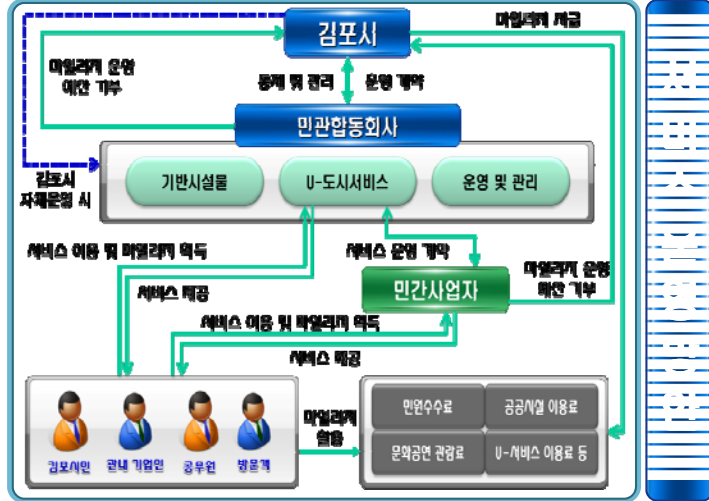 김포시
마일리지 지급
마일리지 운영
예산 기부
통제 및 관리
운영 계약
민관합동회사
기반시설물
U-도시서비스
운영 및 관리
김포시
자체운영 시
서비스 이용 및 마일리지 획득
서비스 운영 계약
서비스 제공
민간사업자
마일리지 운영
예산 기부
서비스 이용 및 마일리지 획득
서비스 제공
김포시민
관내 기업인
공무원
방문객
마일리지
활용
민원수수료
공공시설 이용료
문화공연 관람료
U-서비스 이용료 등